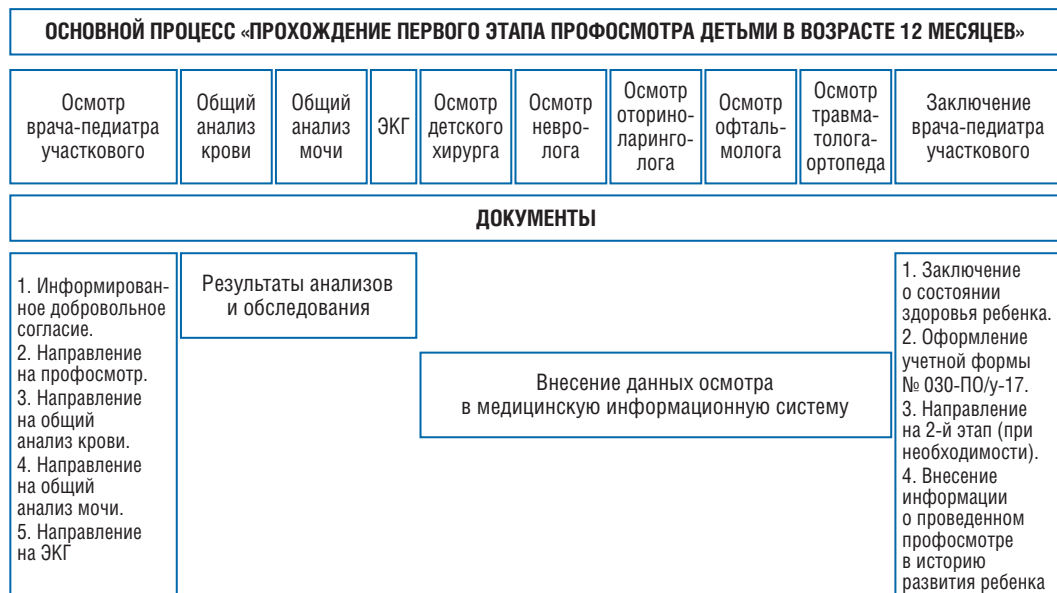 ОСНОВНОЙ ПРОЦЕСС «ПРОХОЖДЕНИЕ ПЕРВОГО ЭТАПА ПРОФОСМОТРА ДЕТЬМИ В ВОЗРАСТЕ 12 МЕСЯЦЕВ»
Осмотр
врача-педиатра
участкового
Общий
анализ
крови
Общий
анализ
мочи
ЭКГ
Осмотр
детского
хирурга
Осмотр
невро-
лога
Осмотр
оторино-
ларинго-
лога
Осмотр
офталь-
молога
Осмотр
травма-
толога-
ортопеда
Заключение
врача-педиатра
участкового
ДОКУМЕНТЫ
1. Информирован-
ное добровольное
согласие.
2. Направление
на профосмотр.
3. Направление
на общий
анализ крови.
4. Направление
на общий
анализ мочи.
5. Направление
на ЭКГ
Результаты анализов
и обследования
Внесение данных осмотра
в медицинскую информационную систему
1. Заключение
о состоянии
здоровья ребенка.
2. Оформление
учетной формы
№ 030-ПО/у-17.
3. Направление
на 2-й этап (при
необходимости).
4. Внесение
информации
о проведенном
профосмотре
в историю
развития ребенка